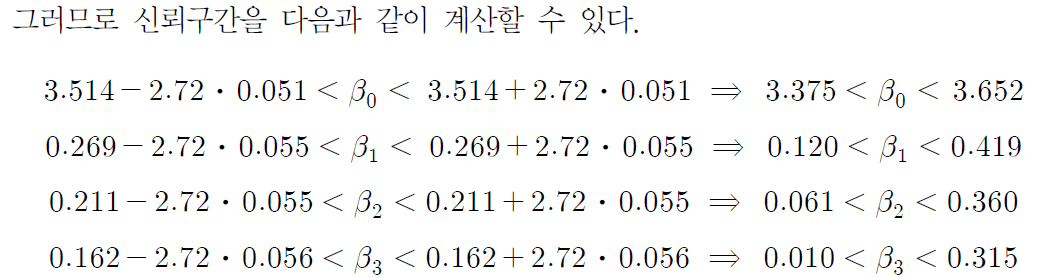 그러므로 신뢰구간을 다음과 같이 계산할 수 있다.
3.514 − 2.72 · 0.051 < β₀ < 3.514 + 2.72 · 0.051 ⇒ 3.375 < β₀ < 3.652
0.269 − 2.72 · 0.055 < β₁ < 0.269 + 2.72 · 0.055 ⇒ 0.120 < β₁ < 0.419
0.211 − 2.72 · 0.055 < β₂ < 0.211 + 2.72 · 0.055 ⇒ 0.061 < β₂ < 0.360
0.162 − 2.72 · 0.056 < β₃ < 0.162 + 2.72 · 0.056 ⇒ 0.010 < β₃ < 0.315